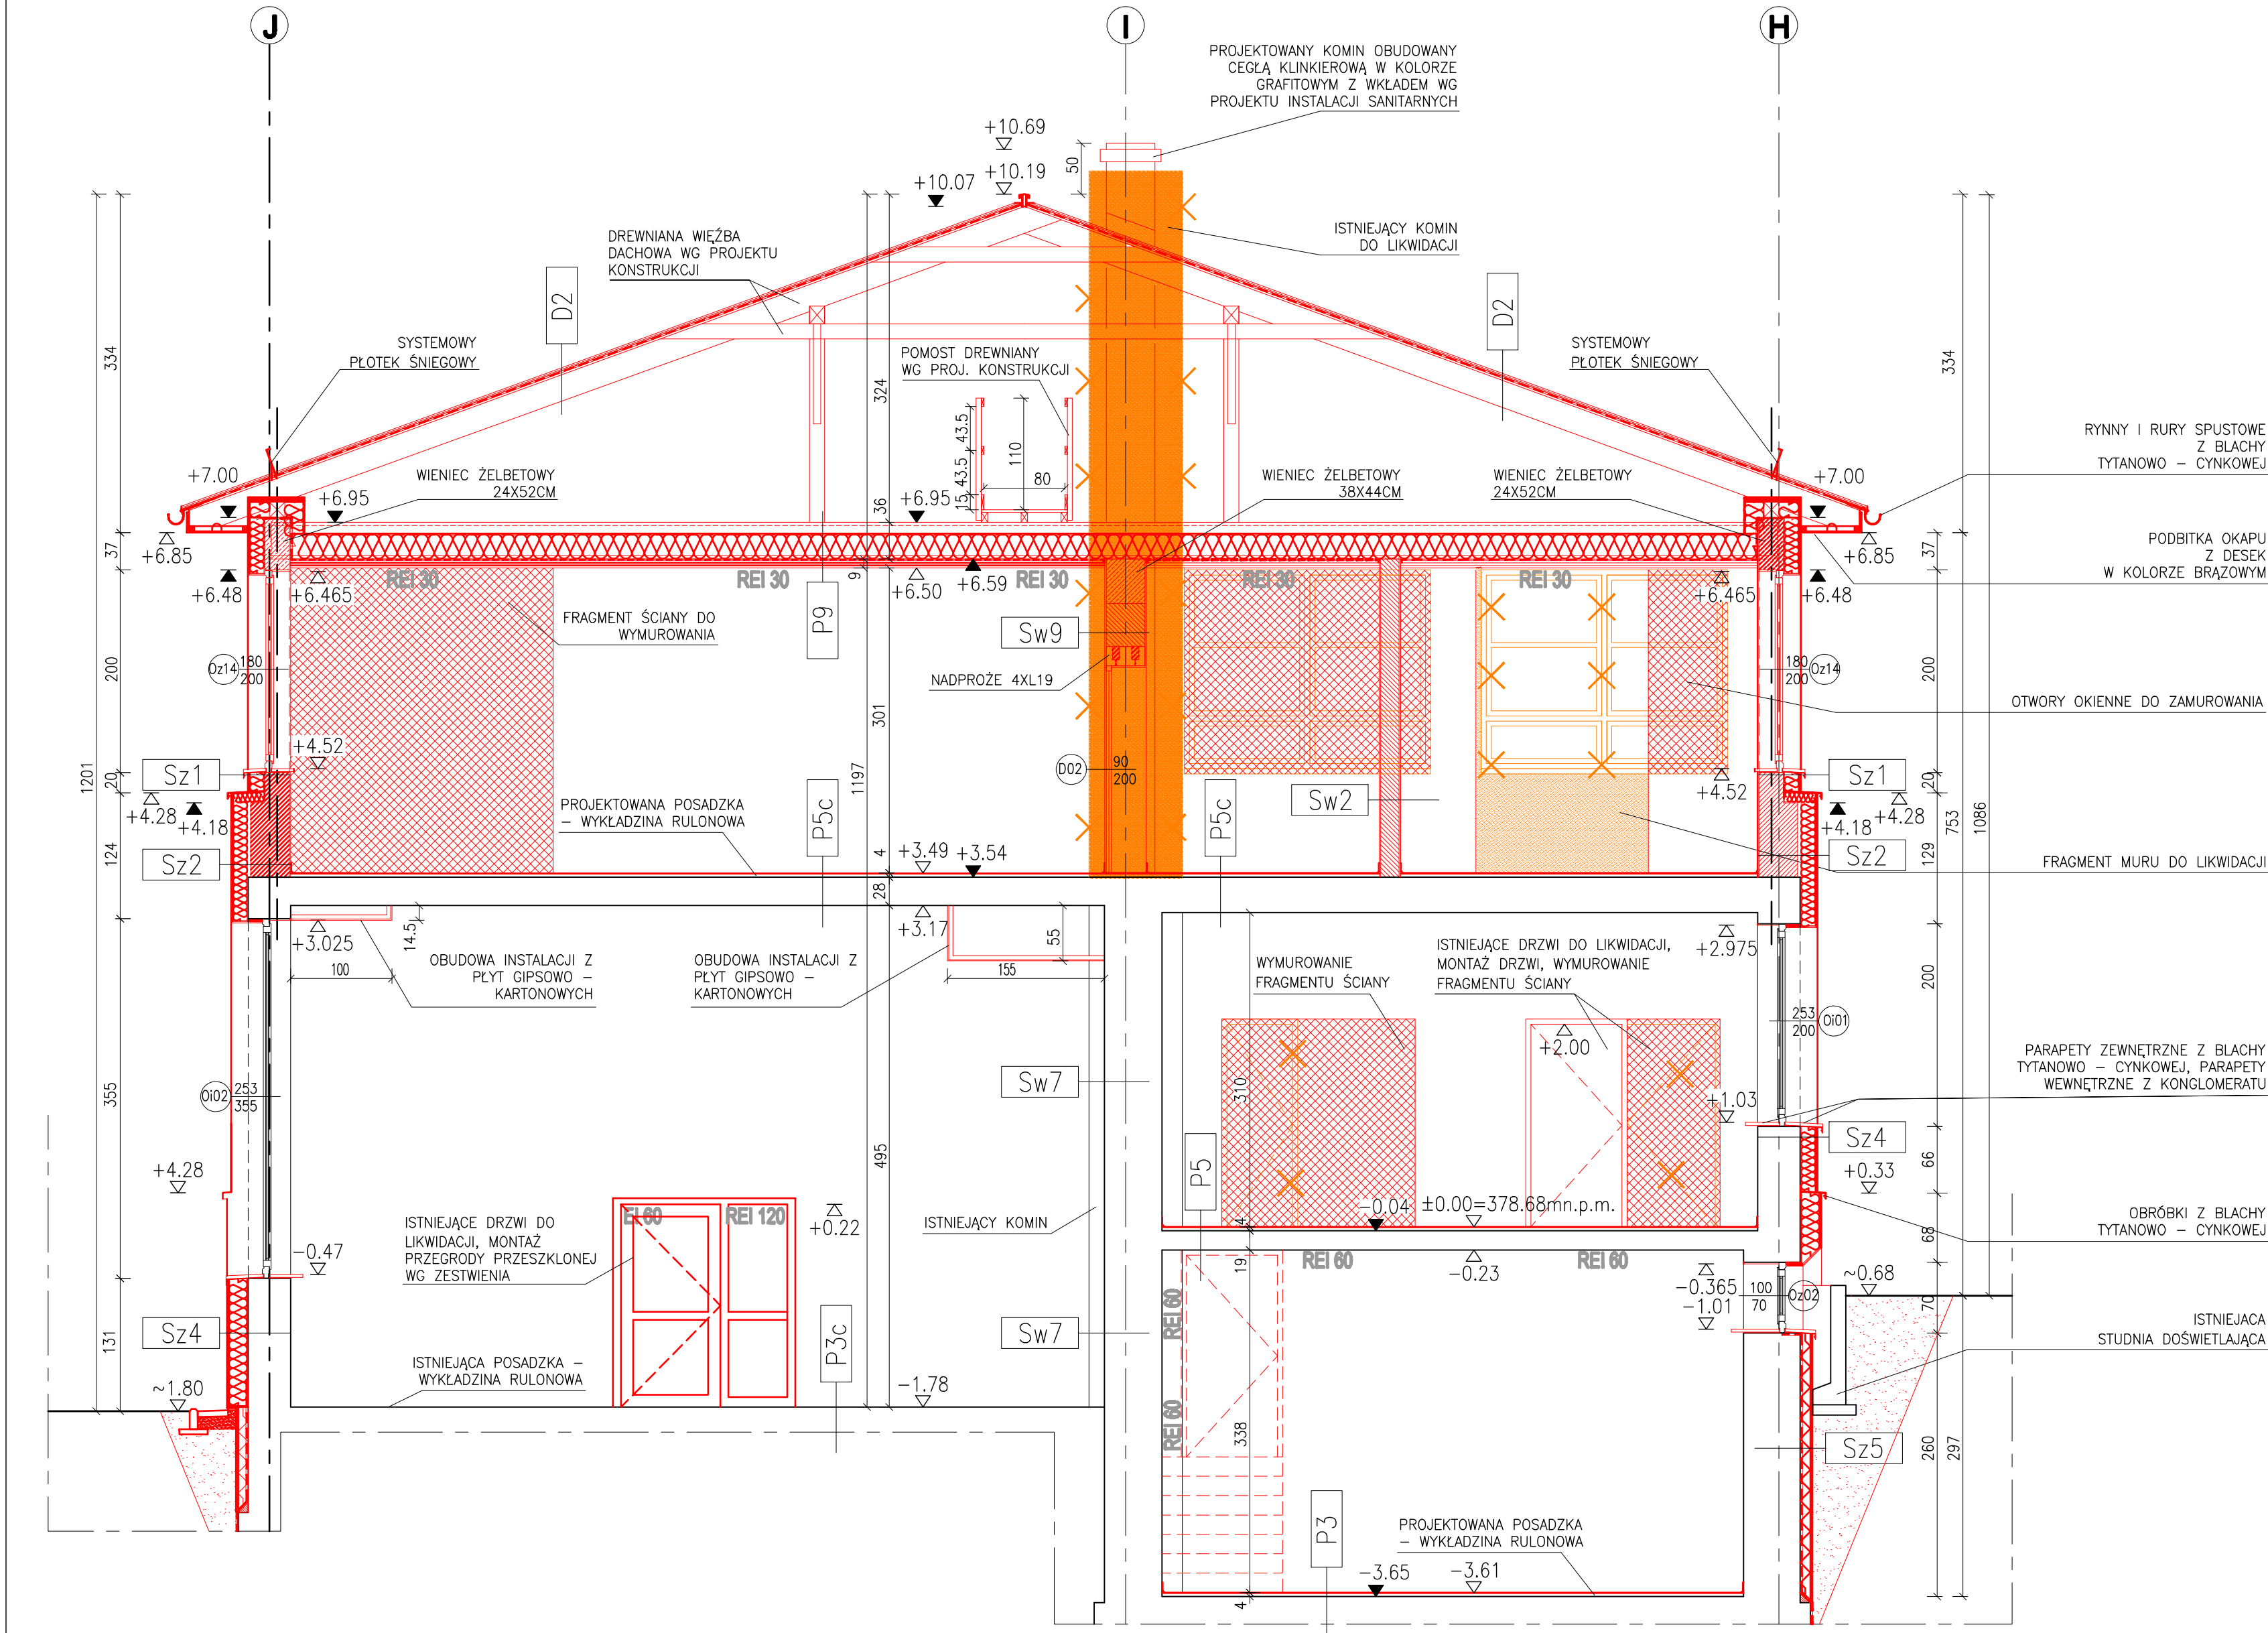 J
I
H
PROJEKTOWANY KOMIN OBUDOWANY
CEGŁĄ KLINKIEROWĄ W KOLORZE
GRAFITOWYM Z WKŁADEM WG
PROJEKTU INSTALACJI SANITARNYCH
+10.69
+10.19
+10.07
50
ISTNIEJĄCY KOMIN
DO LIKWIDACJI
DREWNIANA WIĘŹBA
DACHOWA WG PROJEKTU
KONSTRUKCJI
D2
D2
SYSTEMOWY
PŁOTEK ŚNIEGOWY
POMOST DREWNIANY
WG PROJ. KONSTRUKCJI
SYSTEMOWY
PŁOTEK ŚNIEGOWY
334
324
334
43.5
43.5
15
110
80
36
RYNNY I RURY SPUSTOWE
Z BLACHY
TYTANOWO – CYNKOWEJ
+7.00
WIENIEC ŻELBETOWY
24X52CM
WIENIEC ŻELBETOWY
38X44CM
WIENIEC ŻELBETOWY
24X52CM
+7.00
+6.95
+6.95
+6.85
+6.85
37
37
PODBITKA OKAPU
Z DESEK
W KOLORZE BRĄZOWYM
REI 30
REI 30
REI 30
REI 30
REI 30
+6.48
+6.465
9
+6.50
+6.59
+6.465
+6.48
P9
FRAGMENT ŚCIANY DO
WYMUROWANIA
Sw9
Oz14
180
200
NADPROŻE 4XL19
180
200
Oz14
200
301
200
OTWORY OKIENNE DO ZAMUROWANIA
+4.52
1201
1197
Sz1
20
D02
90
200
+4.52
Sz1
20
Sw2
+4.28
+4.18
PROJEKTOWANA POSADZKA
– WYKŁADZINA RULONOWA
P5c
P5c
+4.18
+4.28
753
1086
124
Sz2
4
+3.49
+3.54
Sz2
129
FRAGMENT MURU DO LIKWIDACJI
28
+3.025
14.5
+3.17
55
+2.975
100
155
OBUDOWA INSTALACJI Z
PŁYT GIPSOWO –
KARTONOWYCH
OBUDOWA INSTALACJI Z
PŁYT GIPSOWO –
KARTONOWYCH
WYMUROWANIE
FRAGMENTU ŚCIANY
ISTNIEJĄCE DRZWI DO LIKWIDACJI,
MONTAŻ DRZWI, WYMUROWANIE
FRAGMENTU ŚCIANY
200
253
200
Oi01
+2.00
355
Oi02
253
355
Sw7
310
+1.03
PARAPETY ZEWNĘTRZNE Z BLACHY
TYTANOWO – CYNKOWEJ, PARAPETY
WEWNĘTRZNE Z KONGLOMERATU
Sz4
66
+4.28
495
P5
+0.33
EI 60
REI 120
+0.22
ISTNIEJĄCY KOMIN
-0.04
±0.00=378.68mn.p.m.
4
ISTNIEJĄCE DRZWI DO
LIKWIDACJI, MONTAŻ
PRZEGRODY PRZESZKLONEJ
WG ZESTWIENIA
OBRÓBKI Z BLACHY
TYTANOWO – CYNKOWEJ
68
-0.47
19
REI 60
REI 60
-0.23
-0.365
-1.01
100
70
Oz02
~0.68
70
Sz4
131
P3c
Sw7
REI 60
REI 60
ISTNIEJACA
STUDNIA DOŚWIETLAJĄCA
ISTNIEJĄCA POSADZKA –
WYKŁADZINA RULONOWA
~1.80
-1.78
338
Sz5
260
297
P3
PROJEKTOWANA POSADZKA
– WYKŁADZINA RULONOWA
-3.65
-3.61
4